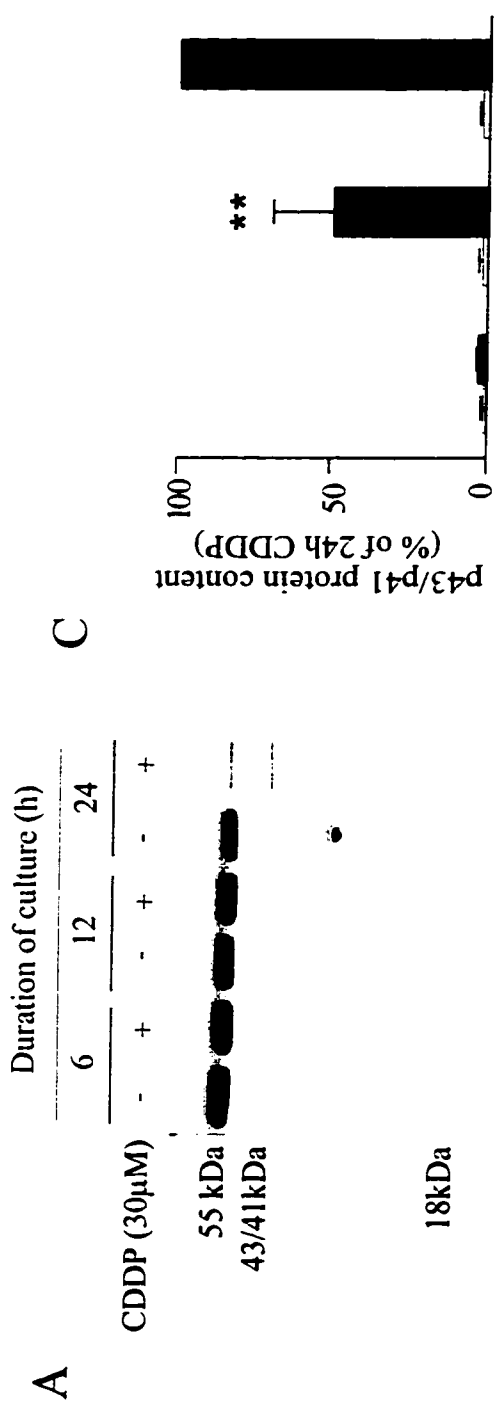 A
Duration of culture (h)
6 12 24
CDDP (30μM) - + - + - +
55 kDa
43/41kDa
18kDa
C
p43/p41 protein content
(% of 24h CDDP)
100
50
0
**